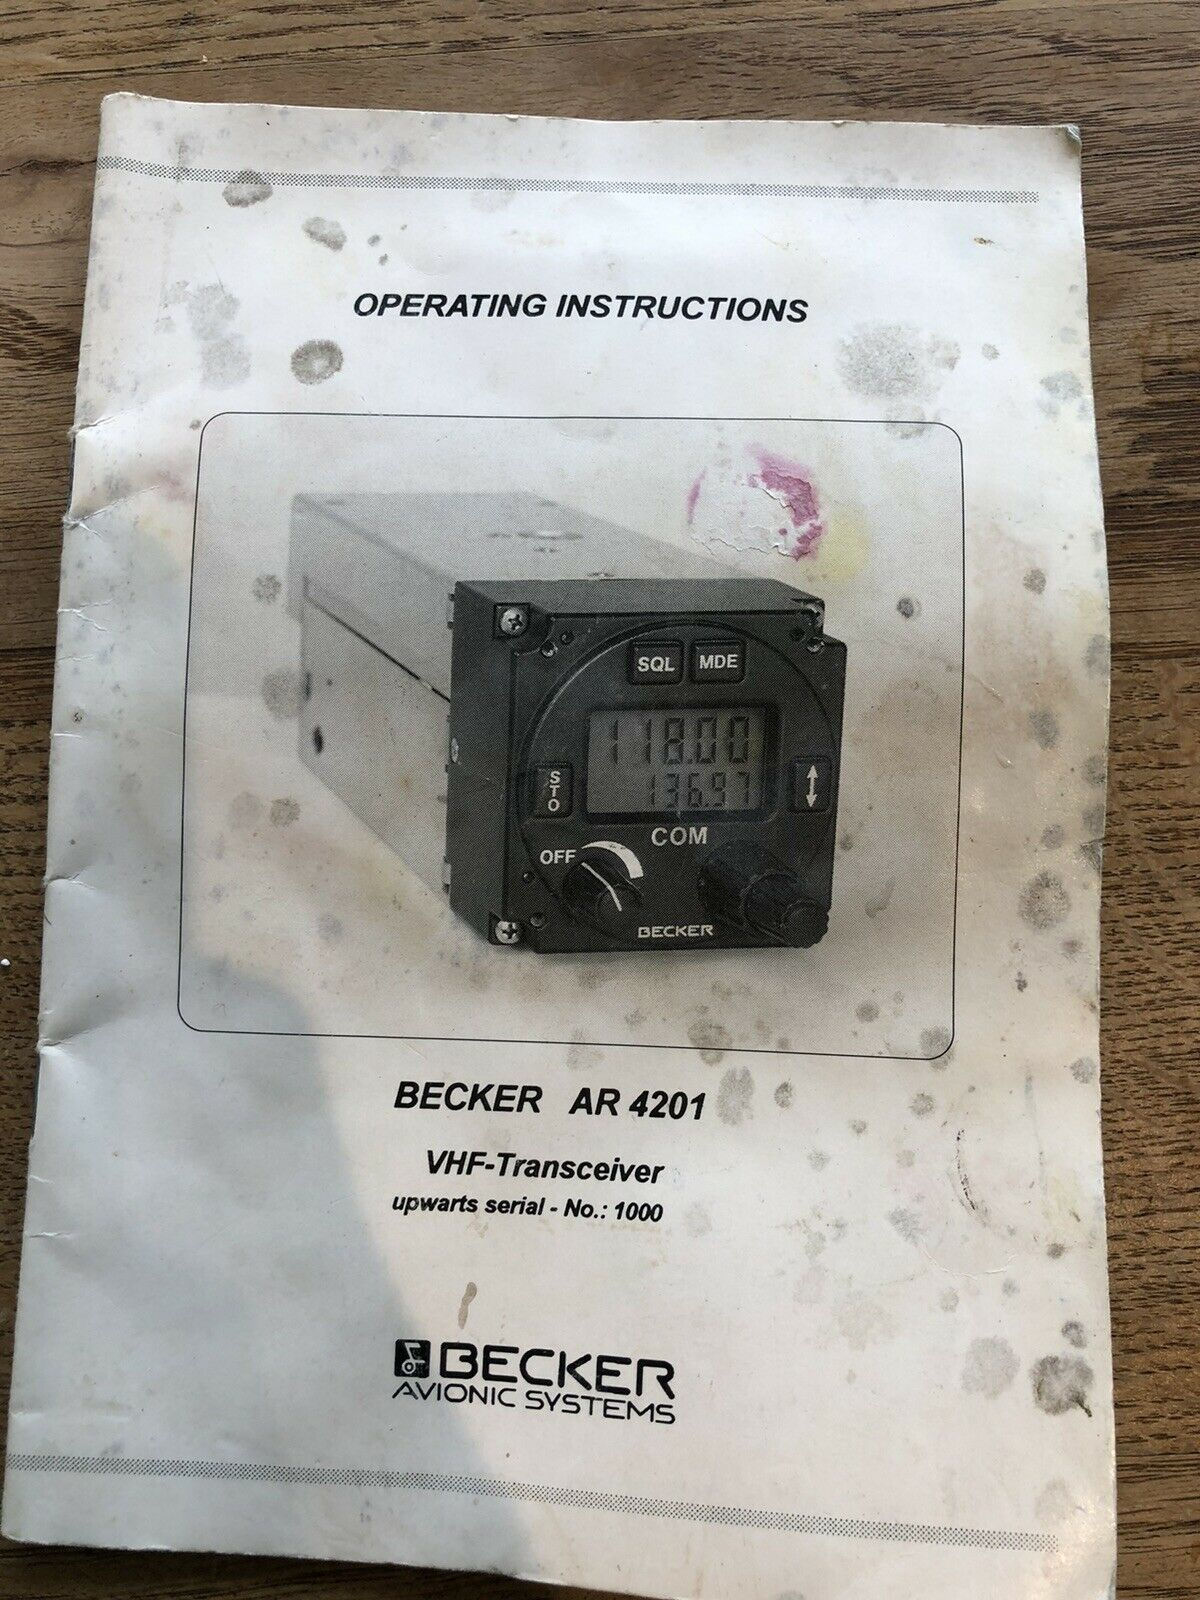 OPERATING INSTRUCTIONS
SQL MDE
118.00
136.97
STO
COM
OFF
BECKER
BECKER AR 4201
VHF-Transceiver
upwarts serial - No.: 1000
BECKER
AVIONIC SYSTEMS